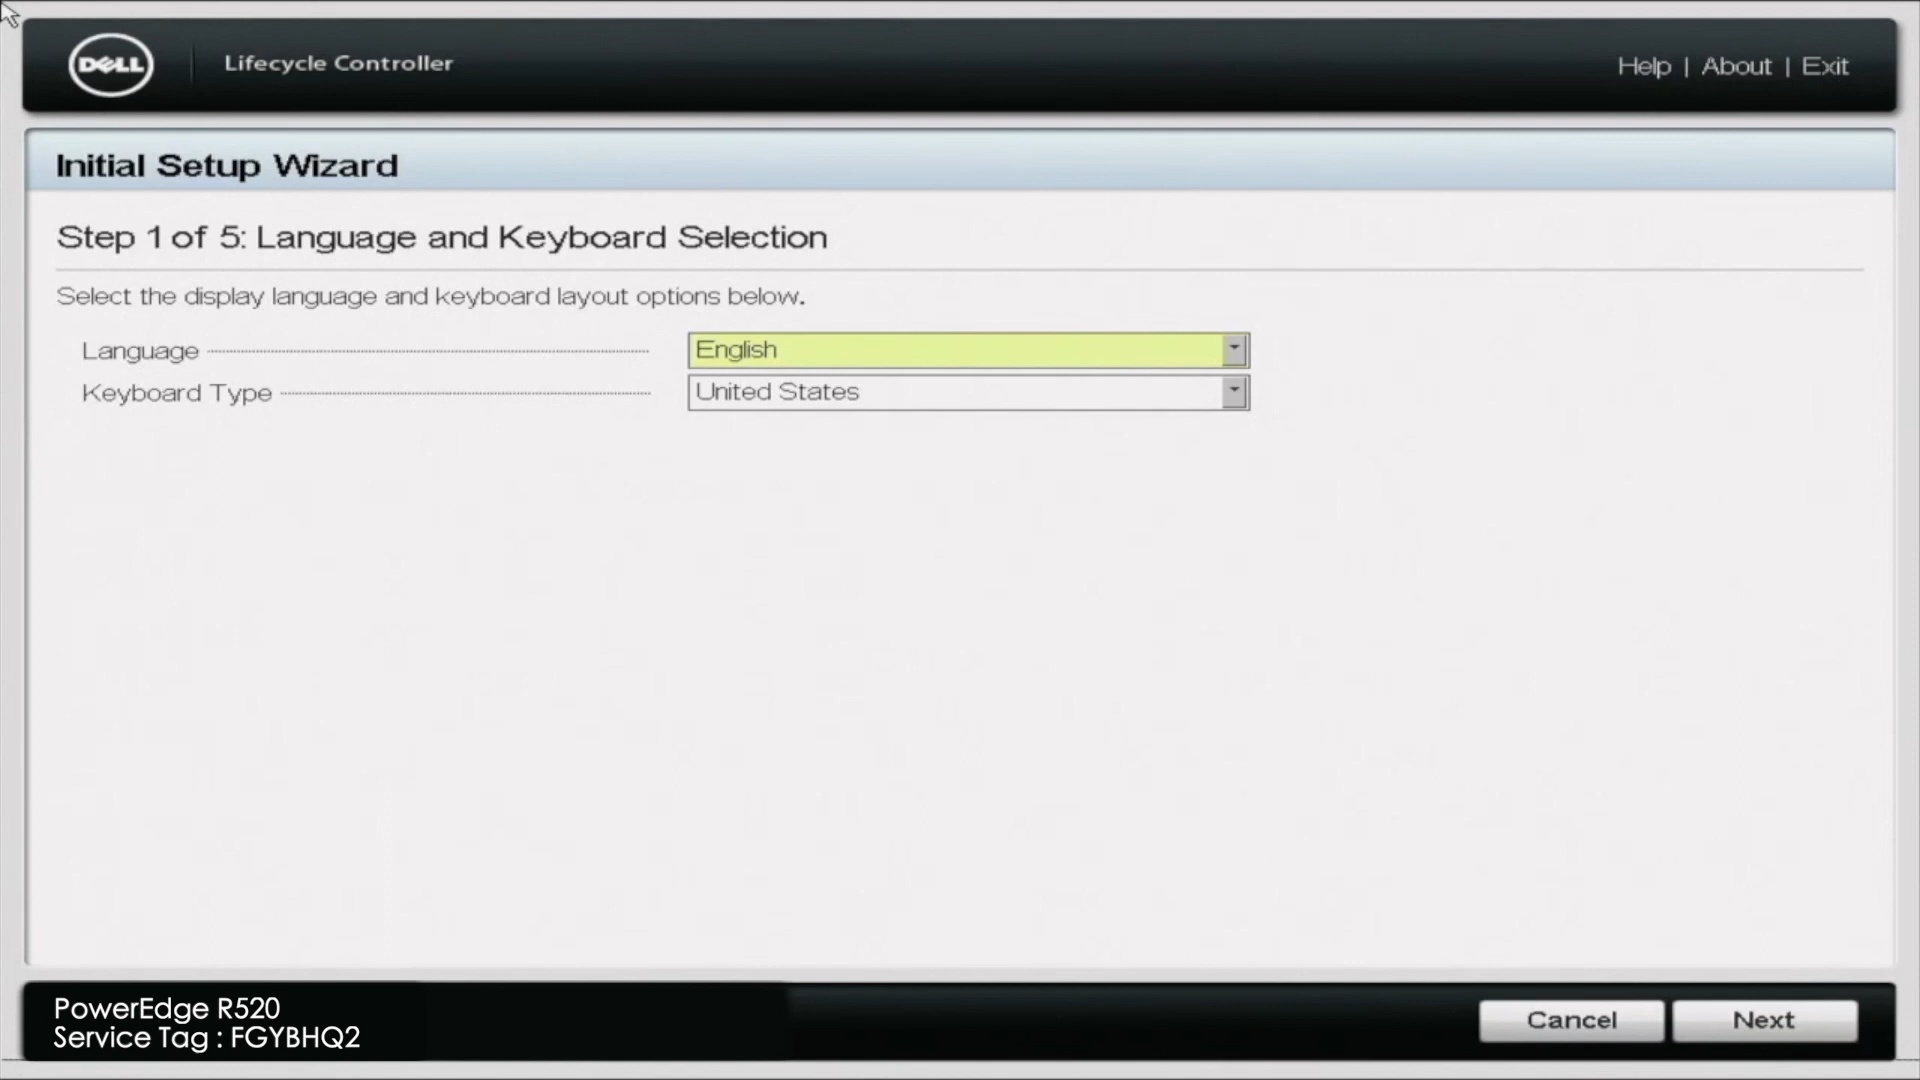 DELL
Lifecycle Controller
Help | About | Exit
Initial Setup Wizard
Step 1 of 5: Language and Keyboard Selection
Select the display language and keyboard layout options below.
Language English
Keyboard Type United States
PowerEdge R520
Service Tag : FGYBHQ2
Cancel Next